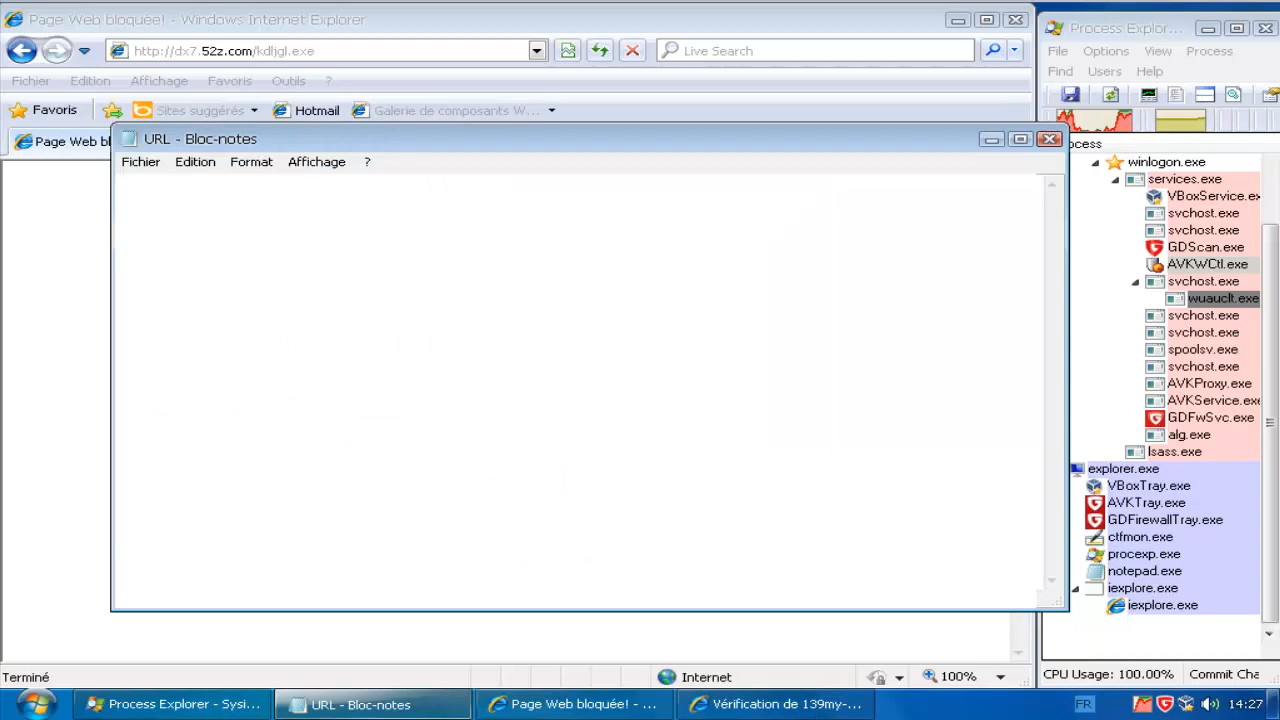 Page Web bloquée! - Windows Internet Explorer
http://dx7.52z.com/kdljgl.exe
Live Search
Fichier Edition Affichage Favoris Outils ?
Favoris Sites suggérés Hotmail Galerie de composants W...
Page Web bl
URL - Bloc-notes
Fichier Edition Format Affichage ?
Terminé
Internet
100%
Process Explor...
File Options View Process
Find Users Help
ocess
winlogon.exe
services.exe
VBoxService.ex
svchost.exe
svchost.exe
GDScan.exe
AVKWCtl.exe
svchost.exe
wuauclt.exe
svchost.exe
svchost.exe
spoolsv.exe
svchost.exe
AVKProxy.exe
AVKService.exe
GDFwSvc.exe
alg.exe
lsass.exe
explorer.exe
VBoxTray.exe
AVKTray.exe
GDFirewallTray.exe
ctfmon.exe
procexp.exe
notepad.exe
iexplore.exe
iexplore.exe
CPU Usage: 100.00% Commit Cha
Process Explorer - Sysi...
URL - Bloc-notes
Page Web bloquée! - ...
Vérification de 139my-...
FR
14:27